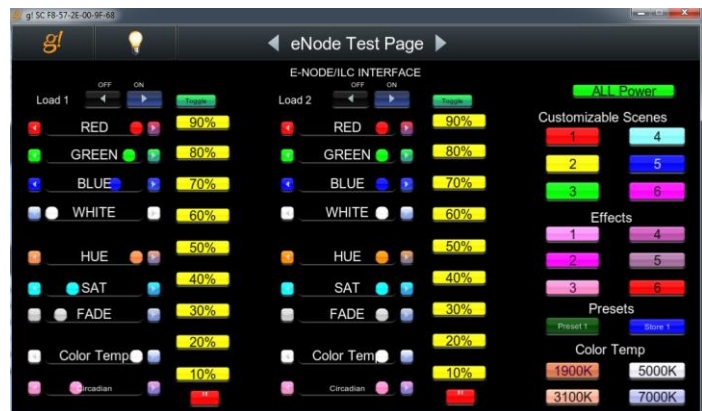 g! SC F8-57-2E-00-9F-68
g!
eNode Test Page
E-NODE/ILC INTERFACE
Load 1
OFF
ON
Toggle
RED
GREEN
BLUE
WHITE
HUE
SAT
FADE
Color Temp
Circadian
90%
80%
70%
60%
50%
40%
30%
20%
10%
Load 2
OFF
ON
Toggle
RED
GREEN
BLUE
WHITE
HUE
SAT
FADE
Color Temp
Circadian
90%
80%
70%
60%
50%
40%
30%
20%
10%
ALL Power
Customizable Scenes
1
4
2
5
3
6
Effects
1
4
2
5
3
6
Presets
Preset 1
Store 1
Color Temp
1900K
5000K
3100K
7000K